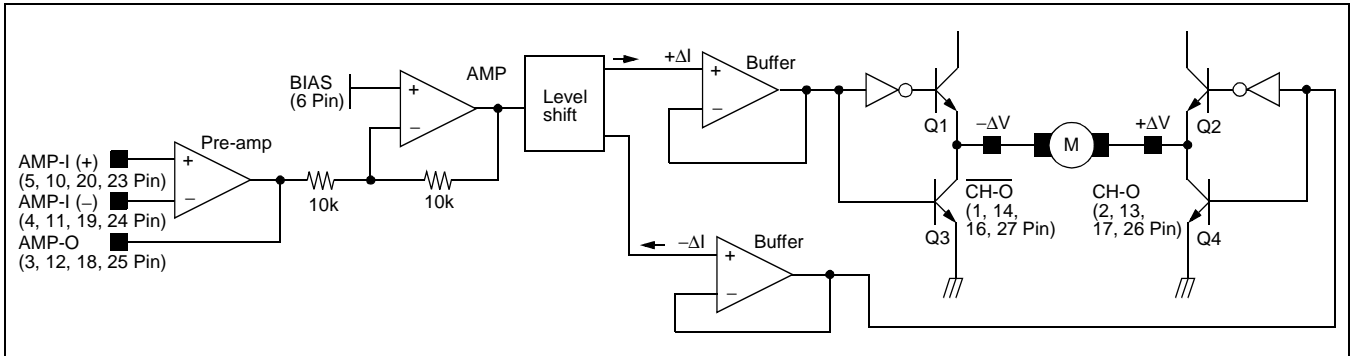 AMP-I (+)
(5, 10, 20, 23 Pin)
AMP-I (−)
(4, 11, 19, 24 Pin)
AMP-O
(3, 12, 18, 25 Pin)
Pre-amp
+
−
10k
10k
BIAS
(6 Pin)
AMP
+
−
Level
shift
+ΔI
Buffer
+
−
−ΔI
Buffer
+
−
Q1
Q2
−ΔV
M
+ΔV
CH-O
(1, 14,
16, 27 Pin)
Q3
CH-O
(2, 13,
17, 26 Pin)
Q4